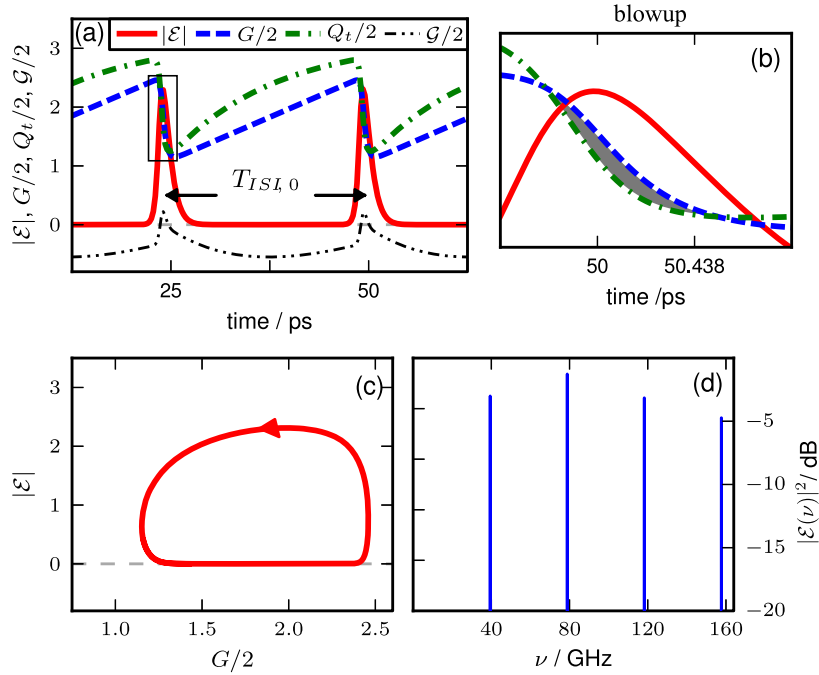 blowup
(a)
|ℰ| G/2 Q_t/2 𝒢/2
|ℰ|, G/2, Q_t/2, 𝒢/2
3
2
1
0
T_{ISI, 0}
25 50
time / ps
(b)
50 50.438
time /ps
(c)
|ℰ|
3
2
1
0
1.0 1.5 2.0 2.5
G/2
(d)
−5
−10
−15
−20
|ℰ(ν)|²/ dB
40 80 120 160
ν / GHz